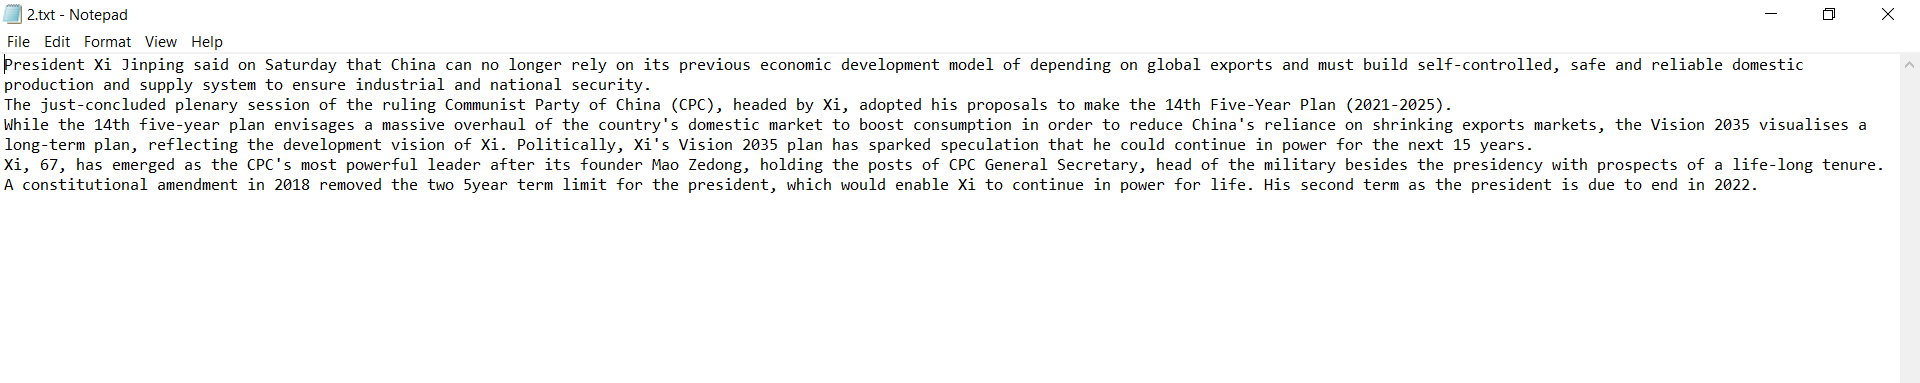 2.txt - Notepad
File Edit Format View Help
President Xi Jinping said on Saturday that China can no longer rely on its previous economic development model of depending on global exports and must build self-controlled, safe and reliable domestic
production and supply system to ensure industrial and national security.
The just-concluded plenary session of the ruling Communist Party of China (CPC), headed by Xi, adopted his proposals to make the 14th Five-Year Plan (2021-2025).
While the 14th five-year plan envisages a massive overhaul of the country's domestic market to boost consumption in order to reduce China's reliance on shrinking exports markets, the Vision 2035 visualises a
long-term plan, reflecting the development vision of Xi. Politically, Xi's Vision 2035 plan has sparked speculation that he could continue in power for the next 15 years.
Xi, 67, has emerged as the CPC's most powerful leader after its founder Mao Zedong, holding the posts of CPC General Secretary, head of the military besides the presidency with prospects of a life-long tenure.
A constitutional amendment in 2018 removed the two 5year term limit for the president, which would enable Xi to continue in power for life. His second term as the president is due to end in 2022.